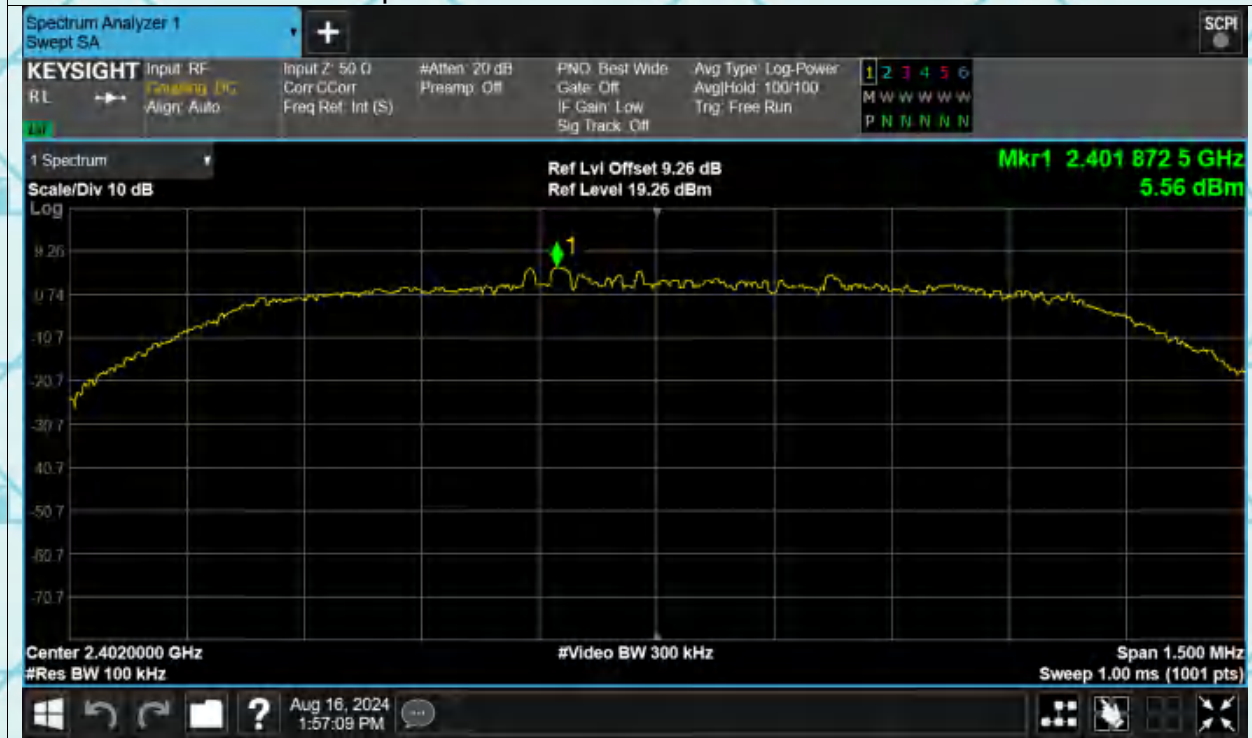 Spectrum Analyzer 1
Swept SA
+
SCPI
KEYSIGHT
RL
Input: RF
Coupling: DC
Align: Auto
Input Z: 50 Ω
Corr CCorr
Freq Ref: Int (S)
#Atten: 20 dB
Preamp: Off
PNO: Best Wide
Gate: Off
IF Gain: Low
Sig Track: Off
Avg Type: Log-Power
Avg|Hold: 100/100
Trig: Free Run
1 2 3 4 5 6
M W W W W W
P N N N N N
1 Spectrum
Scale/Div 10 dB
Log
Ref Lvl Offset 9.26 dB
Ref Level 19.26 dBm
Mkr1 2.401 872 5 GHz
5.56 dBm
1
9.26
0.74
-10.7
-20.7
-30.7
-40.7
-50.7
-60.7
-70.7
Center 2.4020000 GHz
#Res BW 100 kHz
#Video BW 300 kHz
Span 1.500 MHz
Sweep 1.00 ms (1001 pts)
?
Aug 16, 2024
1:57:09 PM